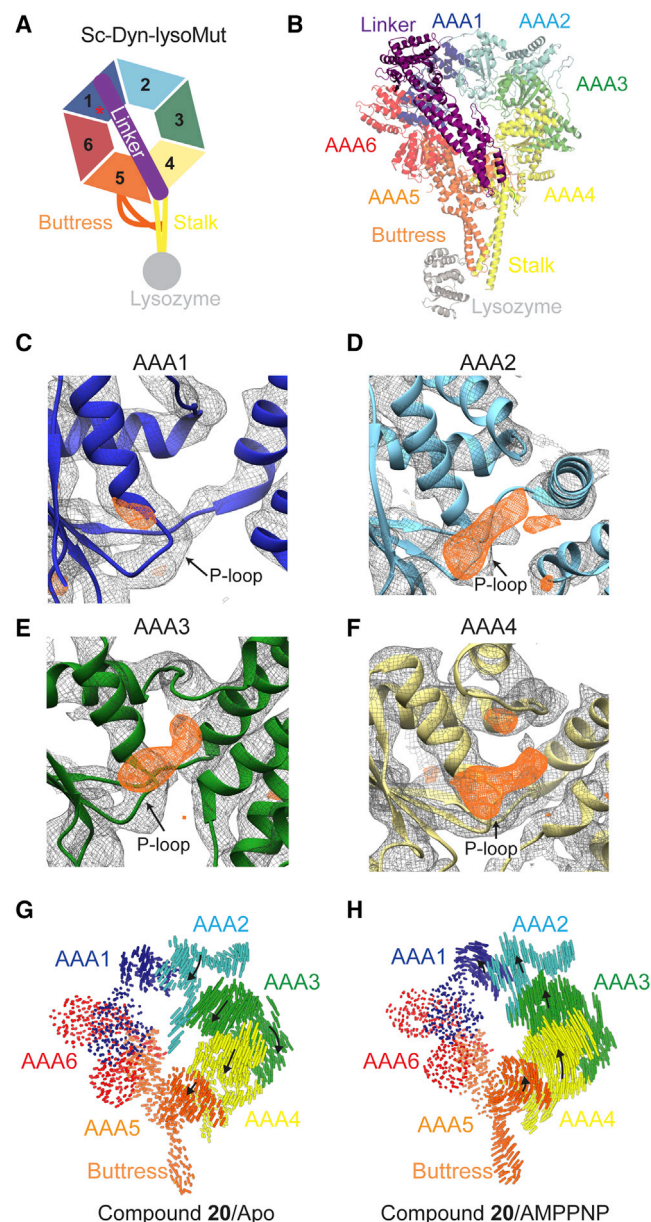 A
Sc-Dyn-lysoMut
1
2
3
4
5
6
*
Linker
Buttress
Stalk
Lysozyme
B
Linker
AAA1
AAA2
AAA3
AAA6
AAA5
AAA4
Buttress
Stalk
Lysozyme
C
AAA1
P-loop
D
AAA2
P-loop
E
AAA3
P-loop
F
AAA4
P-loop
G
AAA2
AAA1
AAA3
AAA6
AAA5
AAA4
Buttress
Compound 20/Apo
H
AAA2
AAA1
AAA3
AAA6
AAA5
AAA4
Buttress
Compound 20/AMPPNP